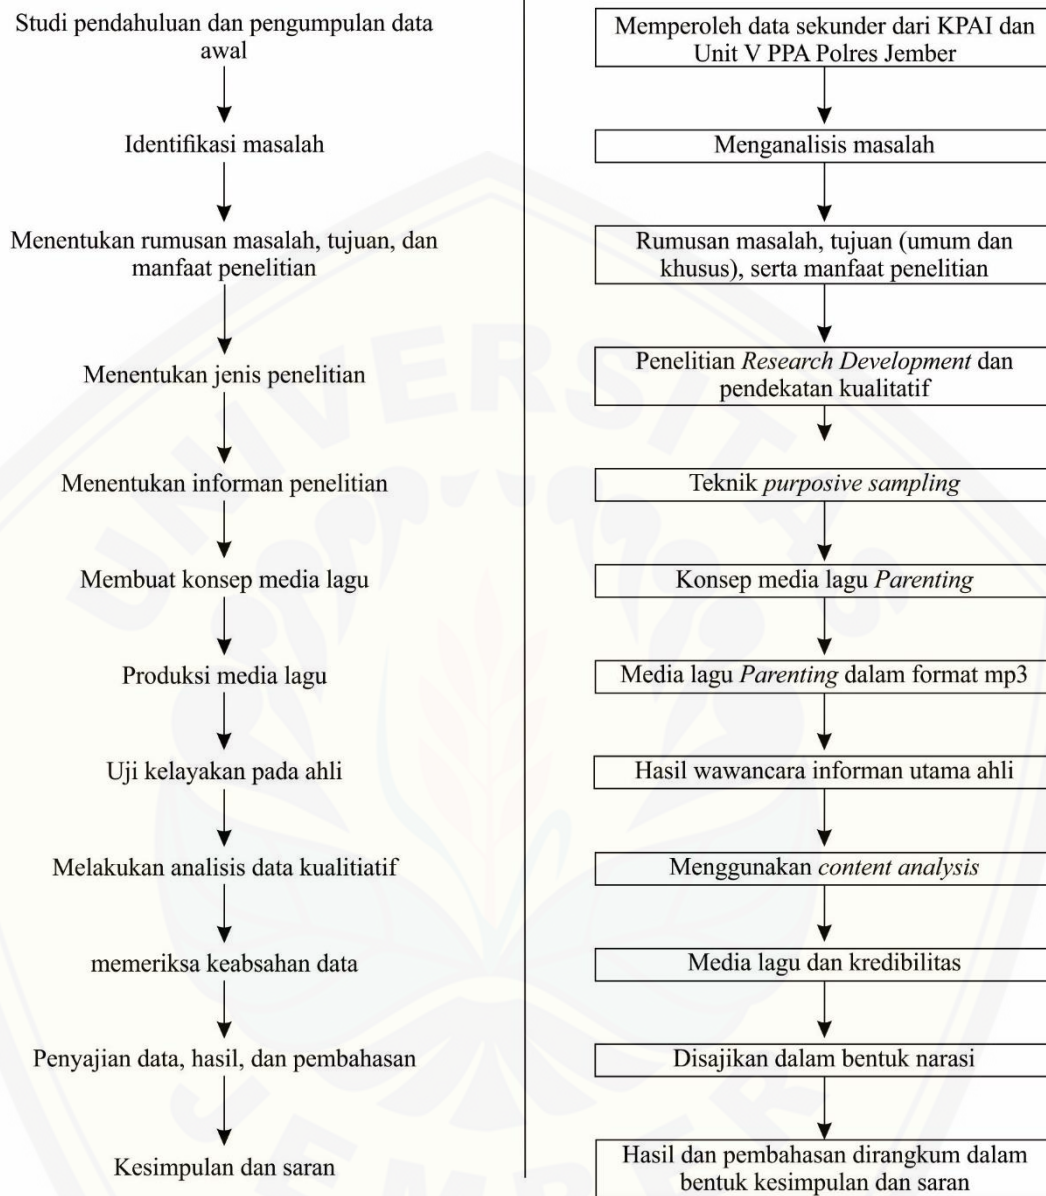 Studi pendahuluan dan pengumpulan data
awal
Identifikasi masalah
Menentukan rumusan masalah, tujuan, dan
manfaat penelitian
Menentukan jenis penelitian
Menentukan informan penelitian
Membuat konsep media lagu
Produksi media lagu
Uji kelayakan pada ahli
Melakukan analisis data kualitiatif
memeriksa keabsahan data
Penyajian data, hasil, dan pembahasan
Kesimpulan dan saran
Memperoleh data sekunder dari KPAI dan
Unit V PPA Polres Jember
Menganalisis masalah
Rumusan masalah, tujuan (umum dan
khusus), serta manfaat penelitian
Penelitian Research Development dan
pendekatan kualitatif
Teknik purposive sampling
Konsep media lagu Parenting
Media lagu Parenting dalam format mp3
Hasil wawancara informan utama ahli
Menggunakan content analysis
Media lagu dan kredibilitas
Disajikan dalam bentuk narasi
Hasil dan pembahasan dirangkum dalam
bentuk kesimpulan dan saran
UNIVERSITAS
JEMBER